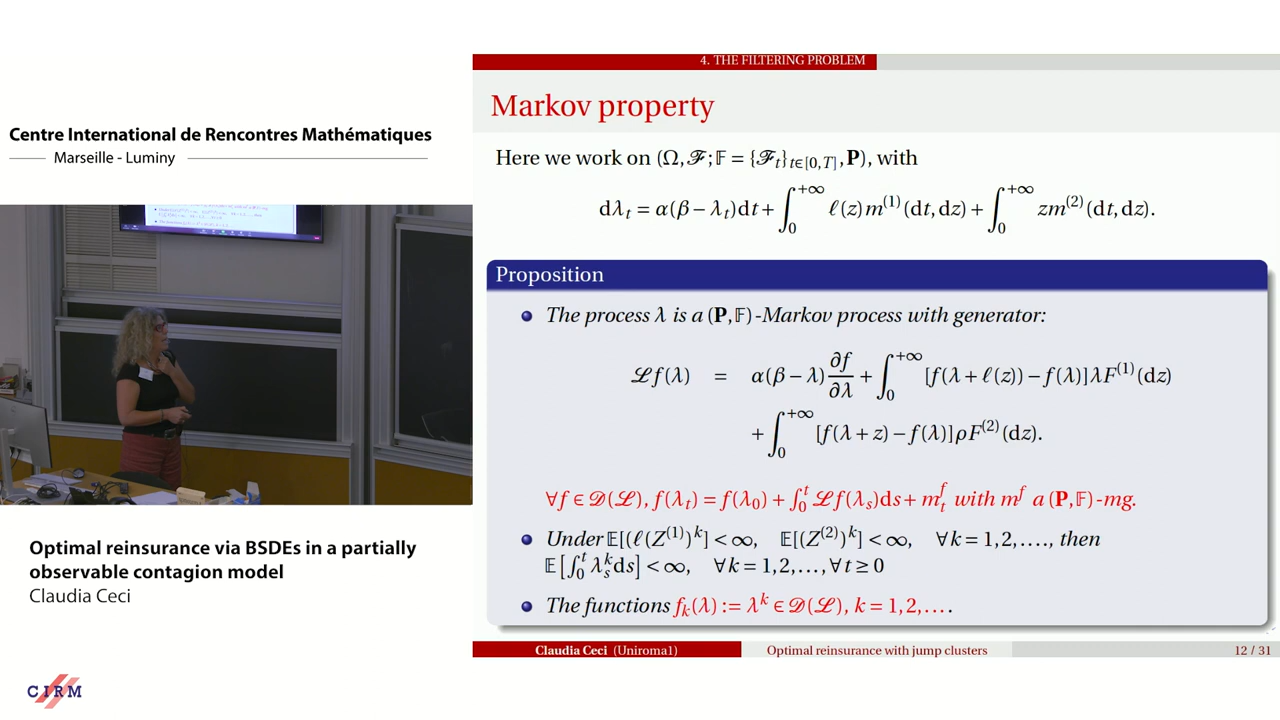 Centre International de Rencontres Mathématiques
Marseille - Luminy
Optimal reinsurance via BSDEs in a partially
observable contagion model
Claudia Ceci
CIRM
4. THE FILTERING PROBLEM
Markov property
Here we work on (Ω, ℱ; 𝔽 = {ℱ_t}_{t∈[0,T]}, P), with
dλ_t = α(β − λ_t)dt + ∫_0^{+∞} ℓ(z) m^{(1)}(dt, dz) + ∫_0^{+∞} z m^{(2)}(dt, dz).
Proposition
The process λ is a (P, 𝔽)-Markov process with generator:
ℒf(λ) = α(β − λ) ∂f/∂λ + ∫_0^{+∞} [f(λ + ℓ(z)) − f(λ)]λF^{(1)}(dz)
+ ∫_0^{+∞} [f(λ + z) − f(λ)]ρF^{(2)}(dz).
∀f ∈ 𝒟(ℒ), f(λ_t) = f(λ_0) + ∫_0^t ℒf(λ_s)ds + m_t^f with m^f a (P, 𝔽)-mg.
Under 𝔼[(ℓ(Z^{(1)})^k] < ∞, 𝔼[(Z^{(2)})^k] < ∞, ∀k = 1,2,…., then
𝔼[∫_0^t λ_s^k ds] < ∞, ∀k = 1,2,…, ∀t ≥ 0
The functions f_k(λ) := λ^k ∈ 𝒟(ℒ), k = 1,2,….
Claudia Ceci (Uniroma1)
Optimal reinsurance with jump clusters
12 / 31